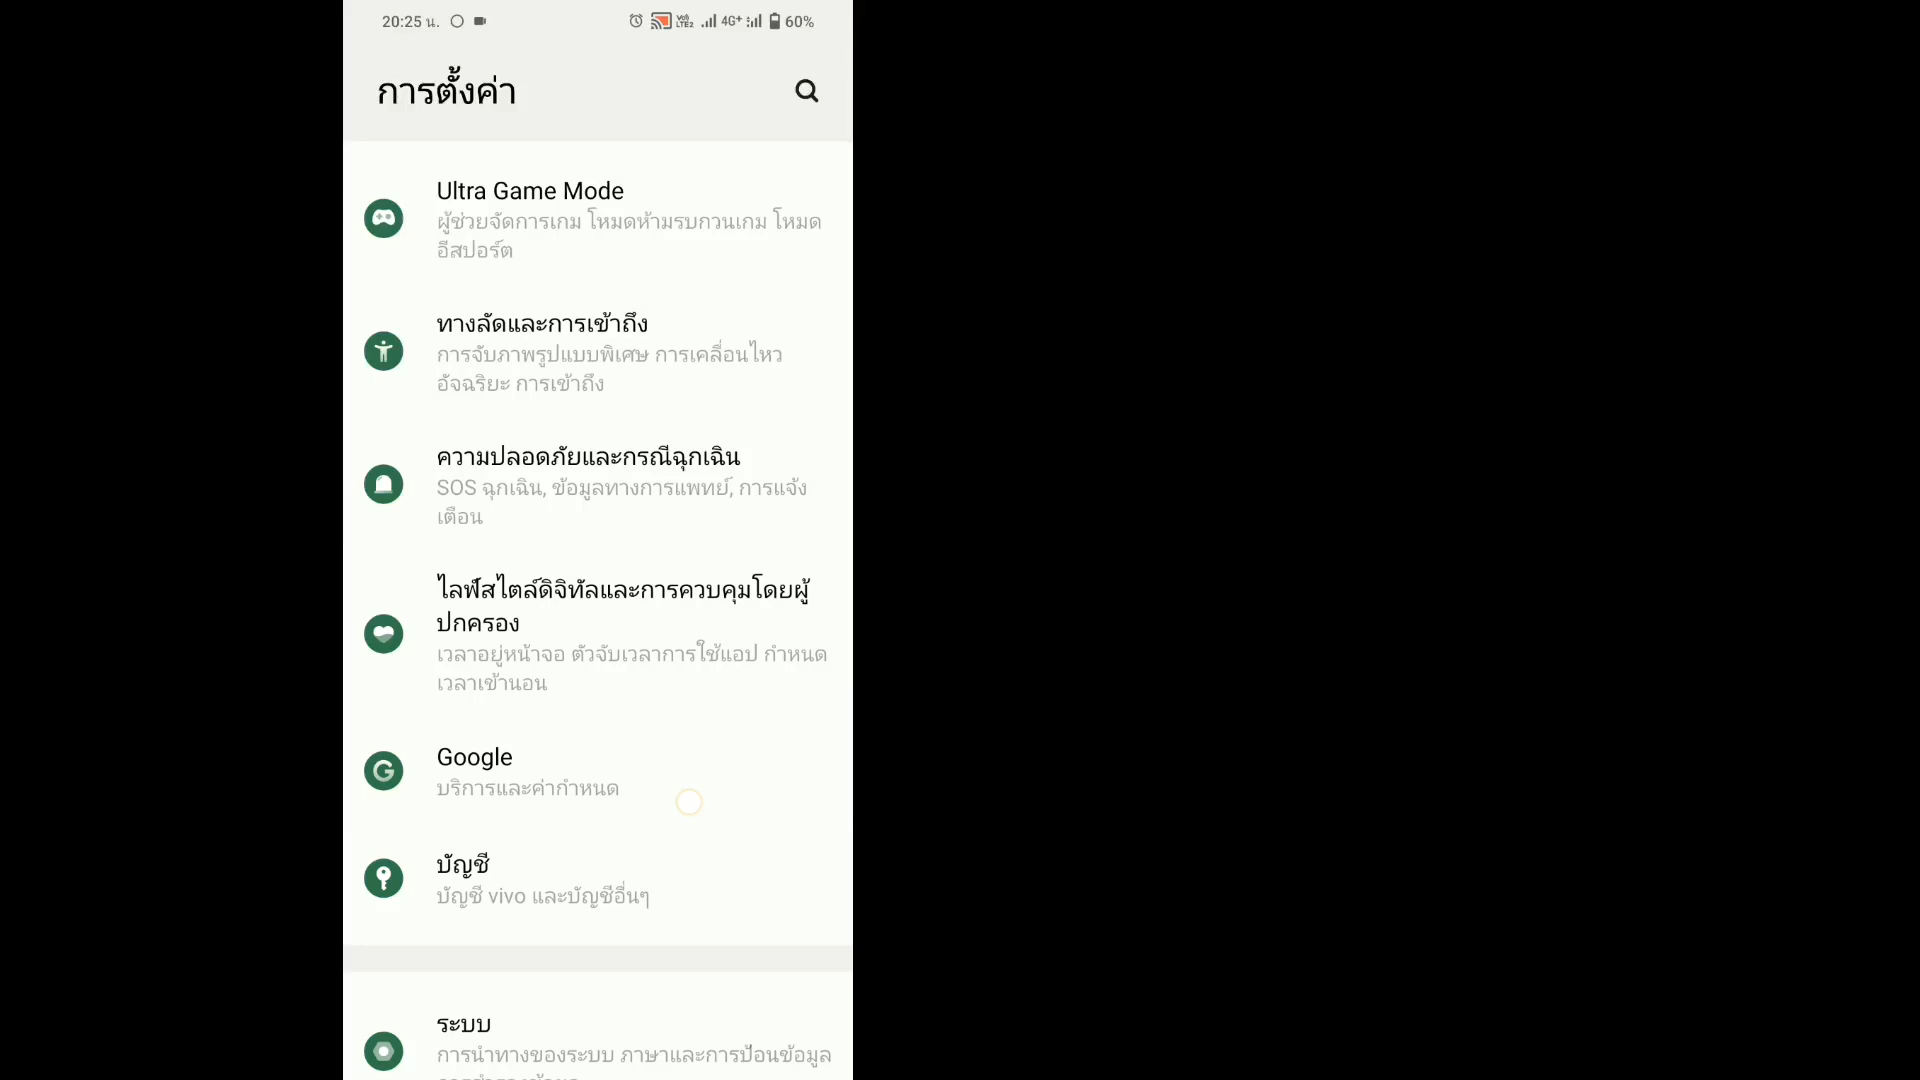 20:25 น.
VoLTE2 4G+ 60%
การตั้งค่า
Ultra Game Mode
ผู้ช่วยจัดการเกม โหมดห้ามรบกวนเกม โหมด
อีสปอร์ต
ทางลัดและการเข้าถึง
การจับภาพรูปแบบพิเศษ การเคลื่อนไหว
อัจฉริยะ การเข้าถึง
ความปลอดภัยและกรณีฉุกเฉิน
SOS ฉุกเฉิน, ข้อมูลทางการแพทย์, การแจ้ง
เตือน
ไลฟ์สไตล์ดิจิทัลและการควบคุมโดยผู้
ปกครอง
เวลาอยู่หน้าจอ ตัวจับเวลาการใช้แอป กำหนด
เวลาเข้านอน
Google
บริการและค่ากำหนด
บัญชี
บัญชี vivo และบัญชีอื่นๆ
ระบบ
การนำทางของระบบ ภาษาและการป้อนข้อมูล